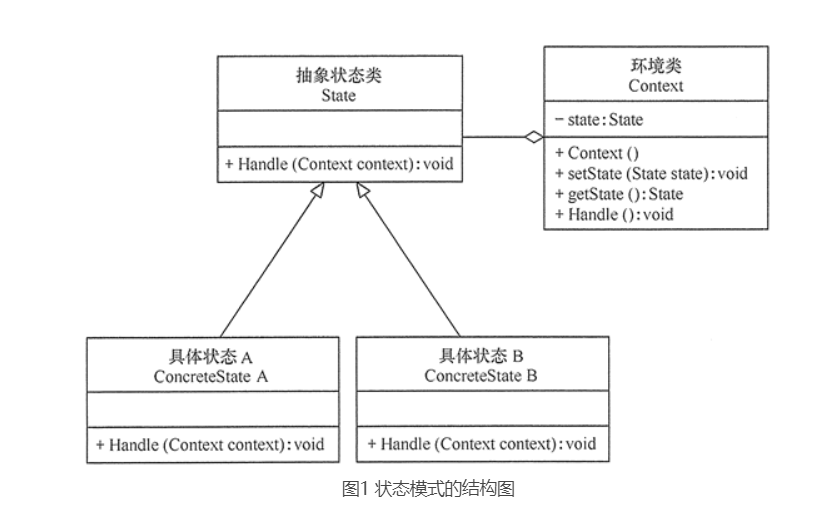 抽象状态类
State
+ Handle (Context context) : void
环境类
Context
− state : State
+ Context ()
+ setState (State state) : void
+ getState () : State
+ Handle () : void
具体状态 A
ConcreteState A
+ Handle (Context context) : void
具体状态 B
ConcreteState B
+ Handle (Context context) : void
图1 状态模式的结构图